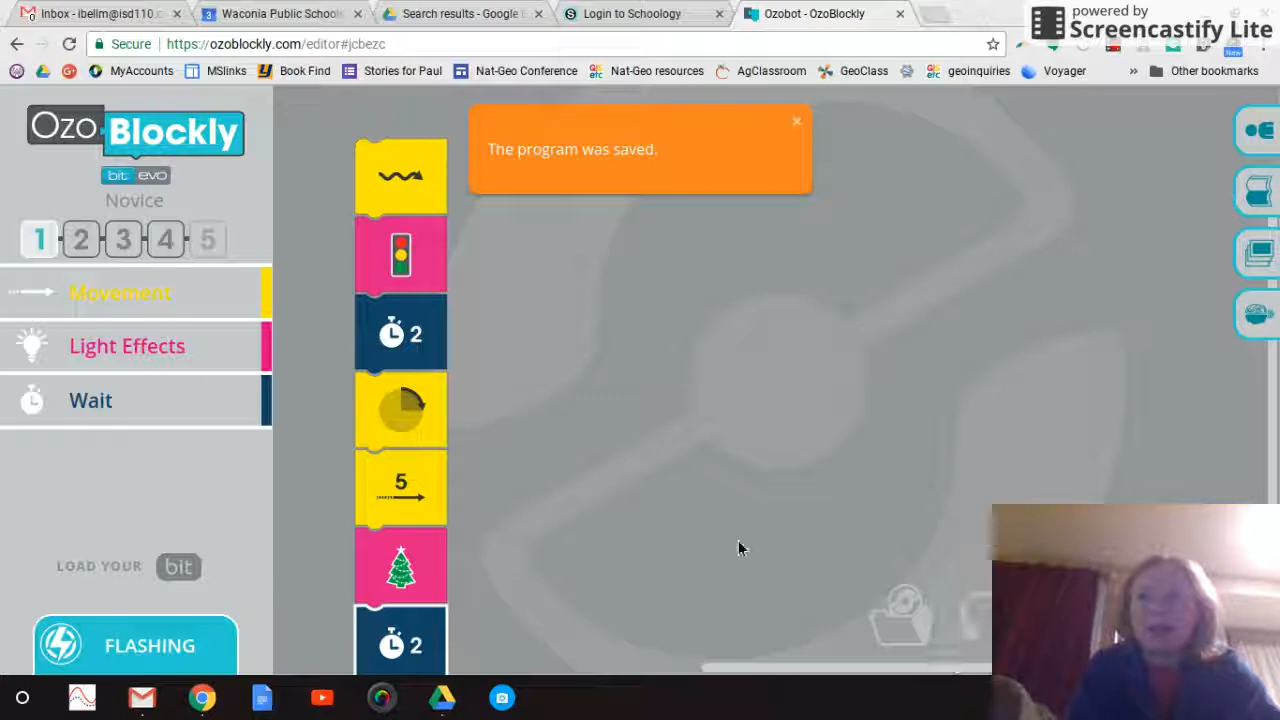 Inbox - ibellm@isd110.c
Waconia Public School
Search results - Google
Login to Schoology
Ozobot - OzoBlockly
powered by
Screencastify Lite
Secure
https://ozoblockly.com/editor#jcbezc
New
MyAccounts
MSlinks
Book Find
Stories for Paul
Nat-Geo Conference
Nat-Geo resources
AgClassroom
GeoClass
geoinquiries
Voyager
»
Other bookmarks
Ozo Blockly
bit evo
Novice
1 2 3 4 5
Movement
Light Effects
Wait
LOAD YOUR bit
FLASHING
The program was saved.
2
5
2